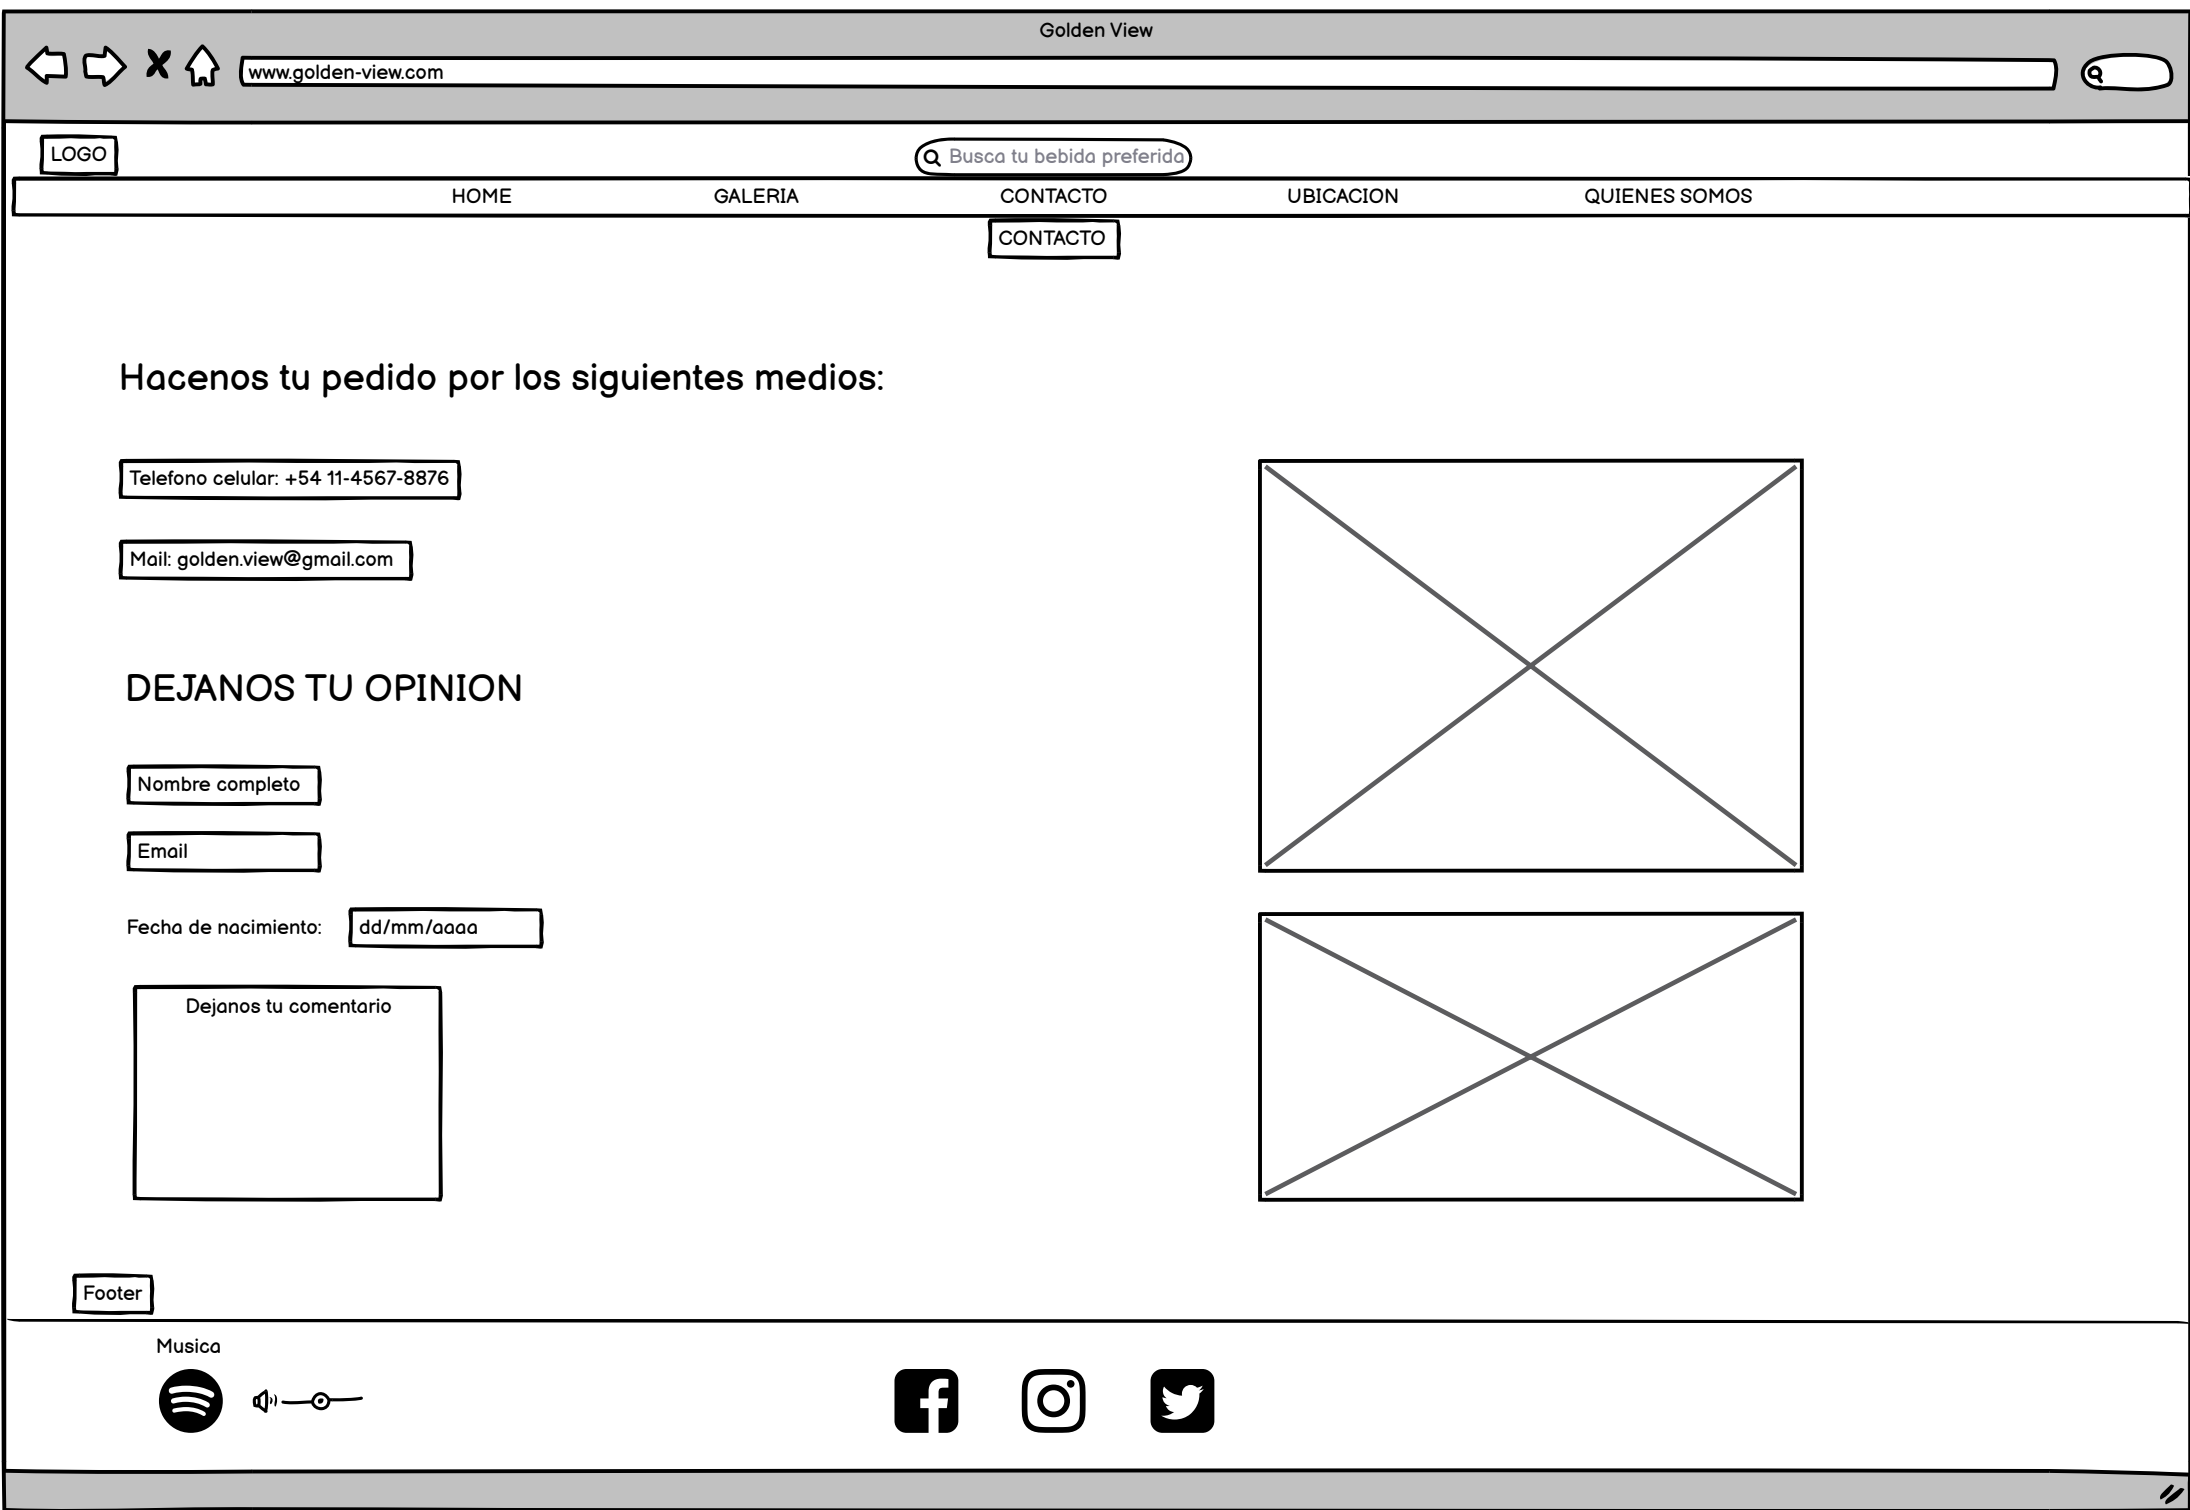 Golden View
www.golden-view.com
LOGO
Busca tu bebida preferida
HOME GALERIA CONTACTO UBICACION QUIENES SOMOS
CONTACTO
Hacenos tu pedido por los siguientes medios:
Telefono celular: +54 11-4567-8876
Mail: golden.view@gmail.com
DEJANOS TU OPINION
Nombre completo
Email
Fecha de nacimiento: dd/mm/aaaa
Dejanos tu comentario
Footer
Musica